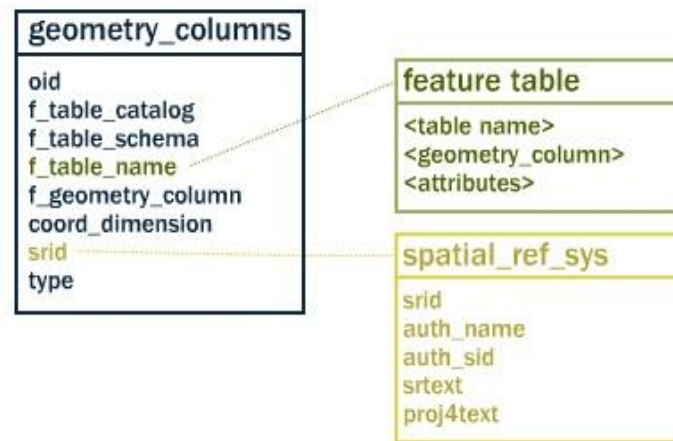 geometry_columns
oid
f_table_catalog
f_table_schema
f_table_name
f_geometry_column
coord_dimension
srid
type
feature table
<table name>
<geometry_column>
<attributes>
spatial_ref_sys
srid
auth_name
auth_sid
srtext
proj4text